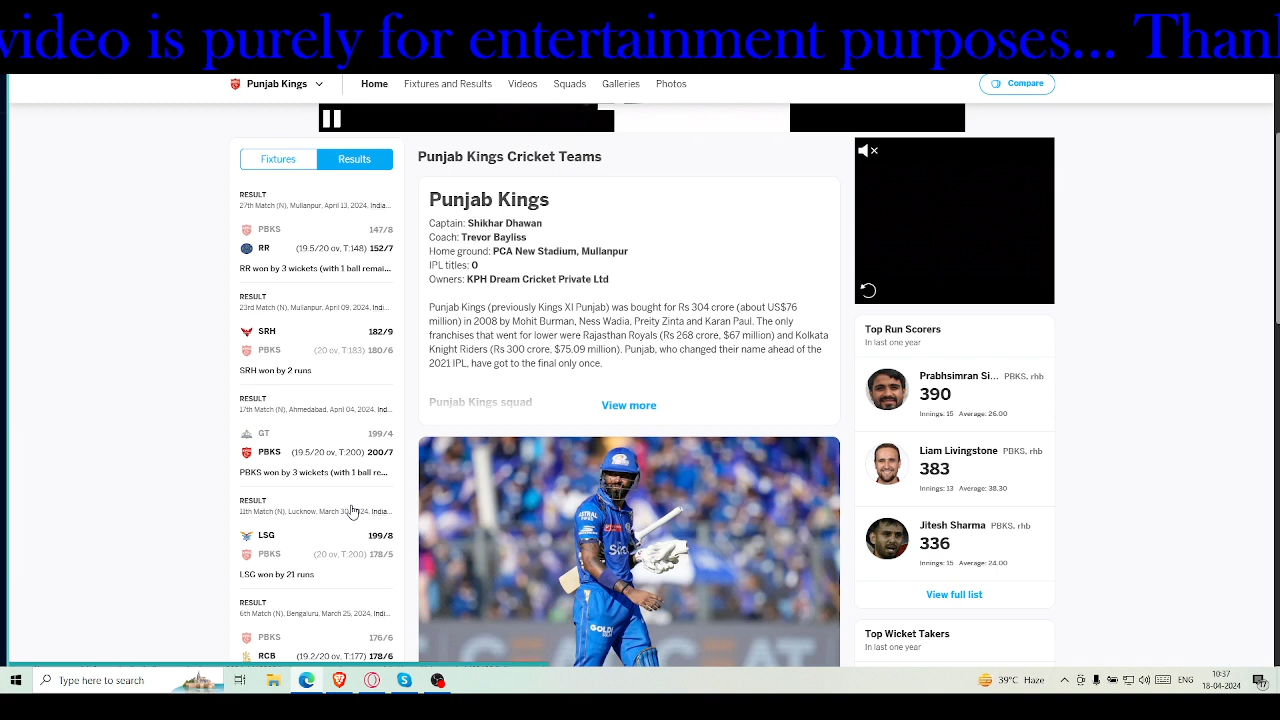 video is purely for entertainment purposes... Thank
Punjab Kings
Home
Fixtures and Results
Videos
Squads
Galleries
Photos
Compare
Fixtures
Results
RESULT
27th Match (N), Mullanpur, April 13, 2024, India...
PBKS 147/8
RR (19.5/20 ov, T:148) 152/7
RR won by 3 wickets (with 1 ball remai...
RESULT
23rd Match (N), Mullanpur, April 09, 2024, Indi...
SRH 182/9
PBKS (20 ov, T:183) 180/6
SRH won by 2 runs
RESULT
17th Match (N), Ahmedabad, April 04, 2024, Ind...
GT 199/4
PBKS (19.5/20 ov, T:200) 200/7
PBKS won by 3 wickets (with 1 ball re...
RESULT
11th Match (N), Lucknow, March 30, 2024, India...
LSG 199/8
PBKS (20 ov, T:200) 178/5
LSG won by 21 runs
RESULT
6th Match (N), Bengaluru, March 25, 2024, Indi...
PBKS 176/6
RCB (19.2/20 ov, T:177) 178/6
Punjab Kings Cricket Teams
Punjab Kings
Captain: Shikhar Dhawan
Coach: Trevor Bayliss
Home ground: PCA New Stadium, Mullanpur
IPL titles: 0
Owners: KPH Dream Cricket Private Ltd
Punjab Kings (previously Kings XI Punjab) was bought for Rs 304 crore (about US$76
million) in 2008 by Mohit Burman, Ness Wadia, Preity Zinta and Karan Paul. The only
franchises that went for lower were Rajasthan Royals (Rs 268 crore, $67 million) and Kolkata
Knight Riders (Rs 300 crore, $75.09 million). Punjab, who changed their name ahead of the
2021 IPL, have got to the final only once.
Punjab Kings squad
View more
Top Run Scorers
In last one year
Prabhsimran Si... PBKS, rhb
390
Innings: 15 Average: 26.00
Liam Livingstone PBKS, rhb
383
Innings: 13 Average: 38.30
Jitesh Sharma PBKS, rhb
336
Innings: 15 Average: 24.00
View full list
Top Wicket Takers
In last one year
Type here to search
39°C Haze
ENG
10:37
18-04-2024